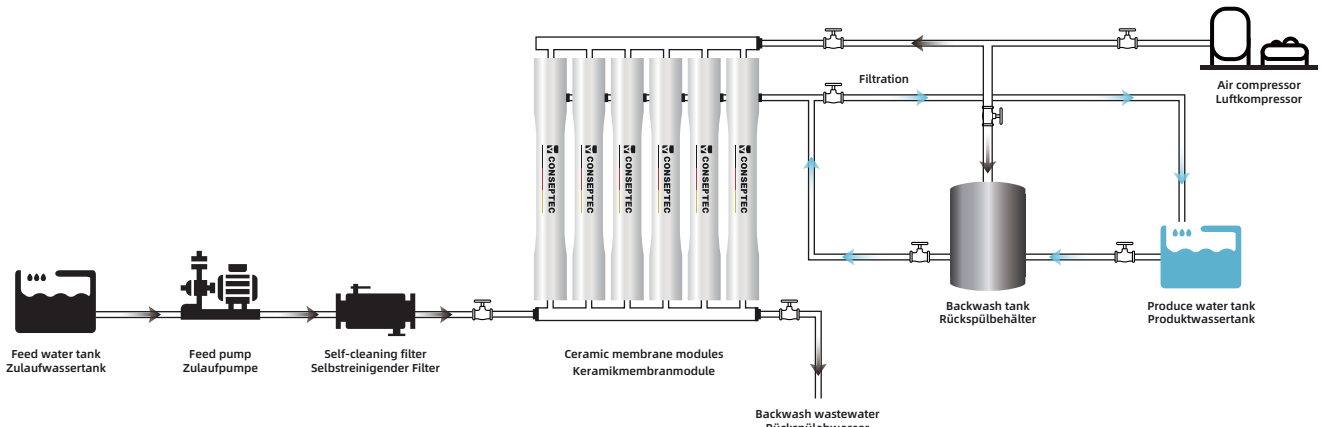 Filtration
Air compressor
Luftkompressor
CONSEPTEC
CONSEPTEC
CONSEPTEC
CONSEPTEC
CONSEPTEC
CONSEPTEC
Feed water tank
Zulaufwassertank
Feed pump
Zulaufpumpe
Self-cleaning filter
Selbstreinigender Filter
Ceramic membrane modules
Keramikmembranmodule
Backwash tank
Rückspülbehälter
Produce water tank
Produktwassertank
Backwash wastewater
Rückspülabwasser